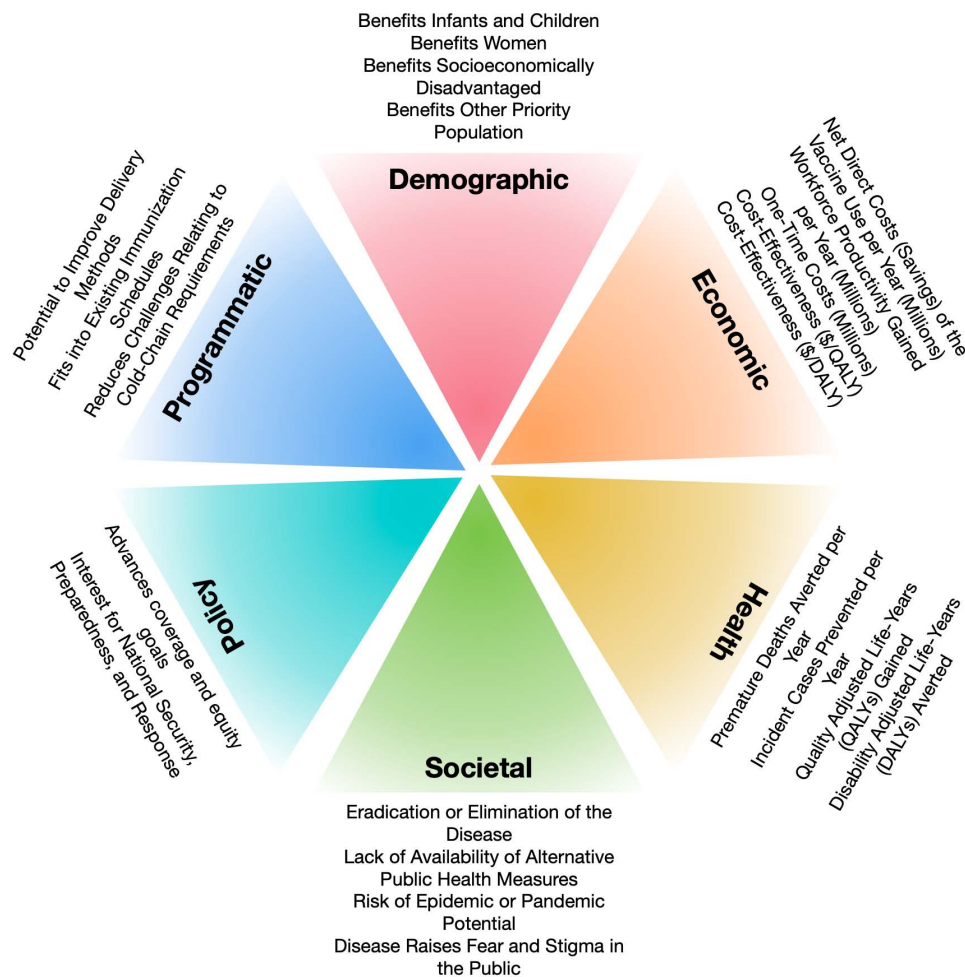 Benefits Infants and Children
Benefits Women
Benefits Socioeconomically
Disadvantaged
Benefits Other Priority
Population
Demographic
Net Direct Costs (Savings) of the
Vaccine Use per Year (Millions)
Workforce Productivity Gained
per Year (Millions)
One-Time Costs (Millions)
Cost-Effectiveness ($/QALY)
Cost-Effectiveness ($/DALY)
Economic
Premature Deaths Averted per
Year
Incident Cases Prevented per
Year
Quality Adjusted Life-Years
(QALYs) Gained
Disability Adjusted Life-Years
(DALYs) Averted
Health
Societal
Eradication or Elimination of the
Disease
Lack of Availability of Alternative
Public Health Measures
Risk of Epidemic or Pandemic
Potential
Disease Raises Fear and Stigma in
the Public
Policy
Advances coverage and equity
goals
Interest for National Security,
Preparedness, and Response
Potential to Improve Delivery
Methods
Fits into Existing Immunization
Schedules
Reduces Challenges Relating to
Cold-Chain Requirements
Programmatic